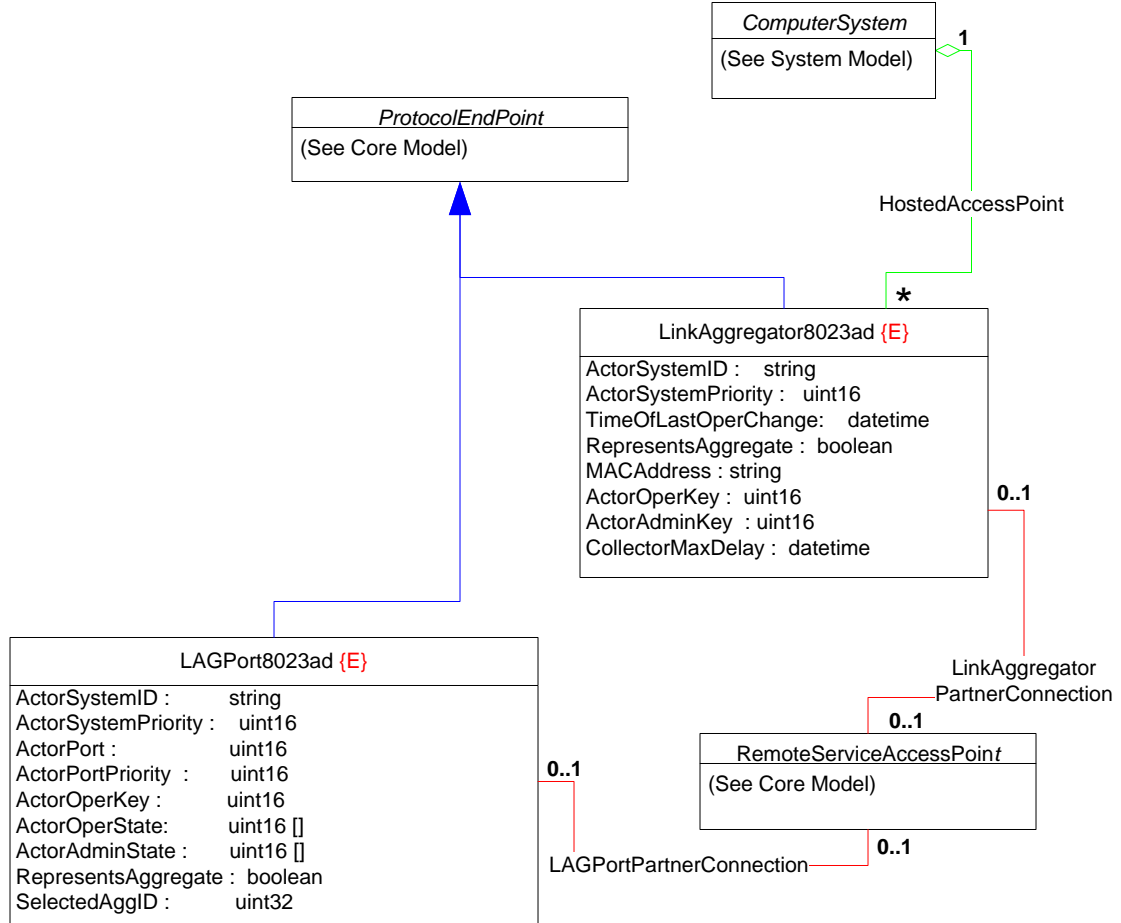 ComputerSystem
(See System Model)
1
ProtocolEndPoint
(See Core Model)
HostedAccessPoint
*
LinkAggregator8023ad {E}
ActorSystemID : string
ActorSystemPriority : uint16
TimeOfLastOperChange: datetime
RepresentsAggregate : boolean
MACAddress : string
ActorOperKey : uint16
ActorAdminKey : uint16
CollectorMaxDelay : datetime
0..1
LAGPort8023ad {E}
ActorSystemID : string
ActorSystemPriority : uint16
ActorPort : uint16
ActorPortPriority : uint16
ActorOperKey : uint16
ActorOperState: uint16 []
ActorAdminState : uint16 []
RepresentsAggregate : boolean
SelectedAggID : uint32
LinkAggregator
PartnerConnection
0..1
RemoteServiceAccessPoint
(See Core Model)
0..1
0..1
LAGPortPartnerConnection